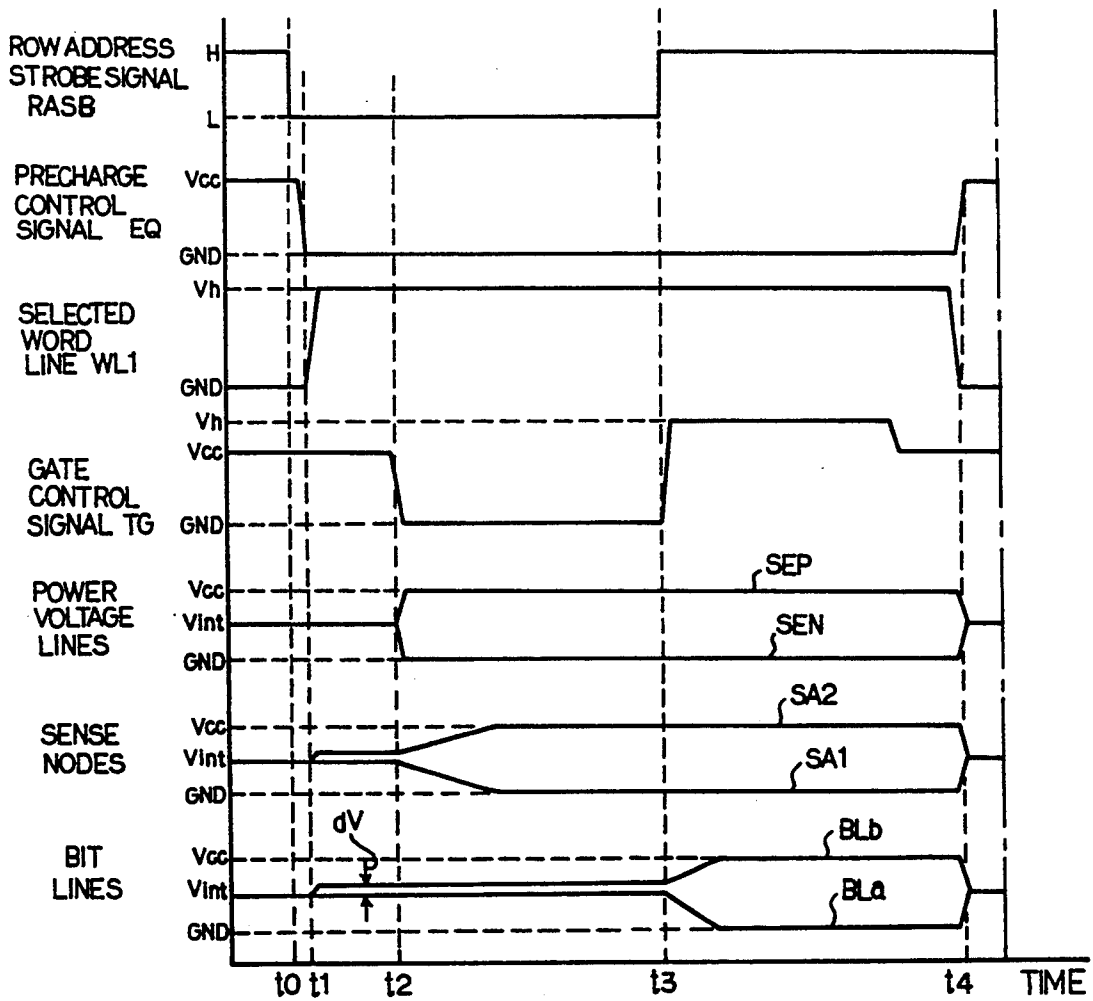 ROW ADDRESS
STROBE SIGNAL
RASB
H
L
PRECHARGE
CONTROL
SIGNAL EQ
Vcc
GND
SELECTED
WORD
LINE WL1
Vh
GND
GATE
CONTROL
SIGNAL TG
Vh
Vcc
GND
POWER
VOLTAGE
LINES
Vcc
Vint
GND
SEP
SEN
SENSE
NODES
Vcc
Vint
GND
SA2
SA1
BIT
LINES
Vcc
Vint
GND
dV
BLb
BLa
t0 t1 t2 t3 t4 TIME